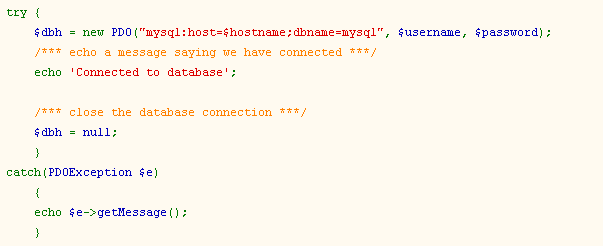 try {
    $dbh = new PDO("mysql:host=$hostname;dbname=mysql", $username, $password);
    /*** echo a message saying we have connected ***/
    echo 'Connected to database';
    /*** close the database connection ***/
    $dbh = null;
    }
catch(PDOException $e)
    {
    echo $e->getMessage();
    }